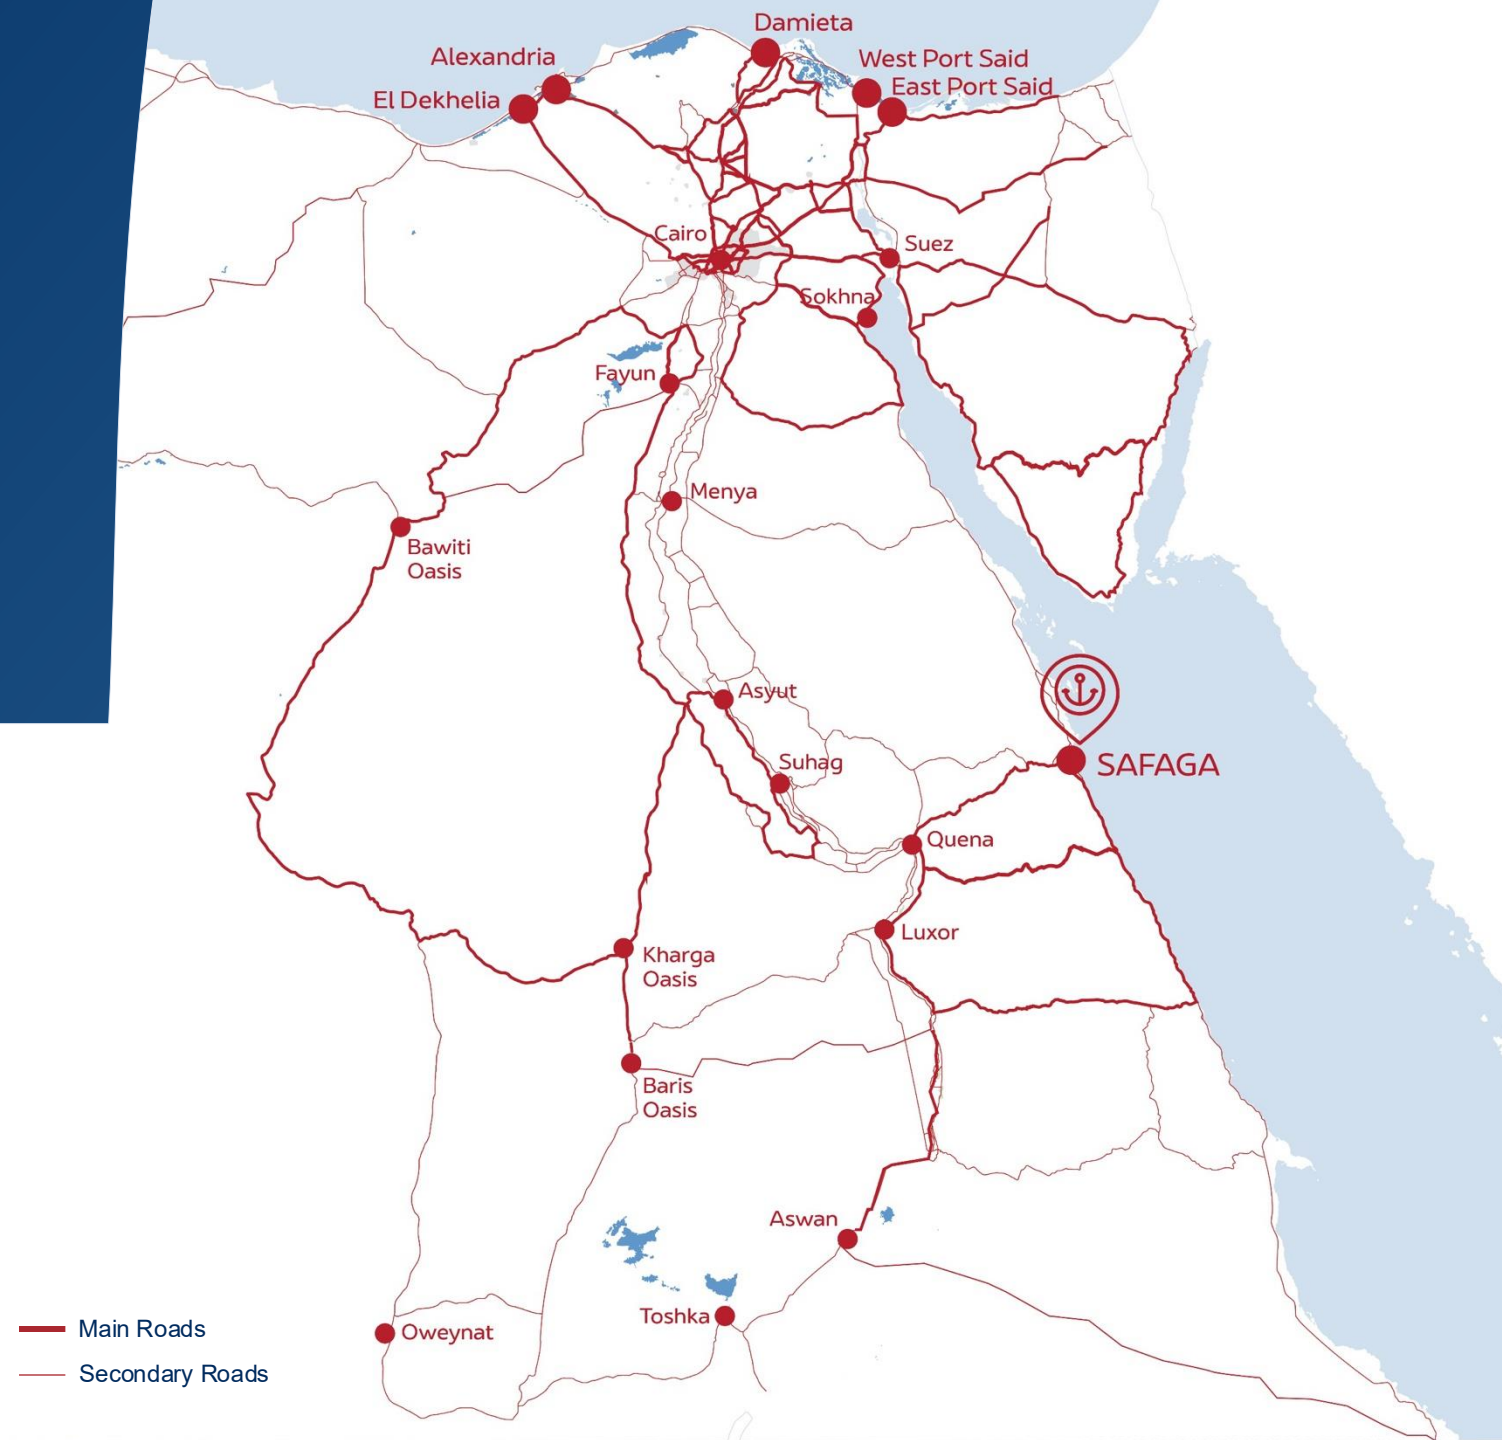 Damieta
Alexandria
West Port Said
East Port Said
El Dekhelia
Cairo
Suez
Sokhna
Fayun
Menya
Bawiti
Oasis
Asyut
Suhag
SAFAGA
Quena
Luxor
Kharga
Oasis
Baris
Oasis
Aswan
Toshka
Oweynat
Main Roads
Secondary Roads